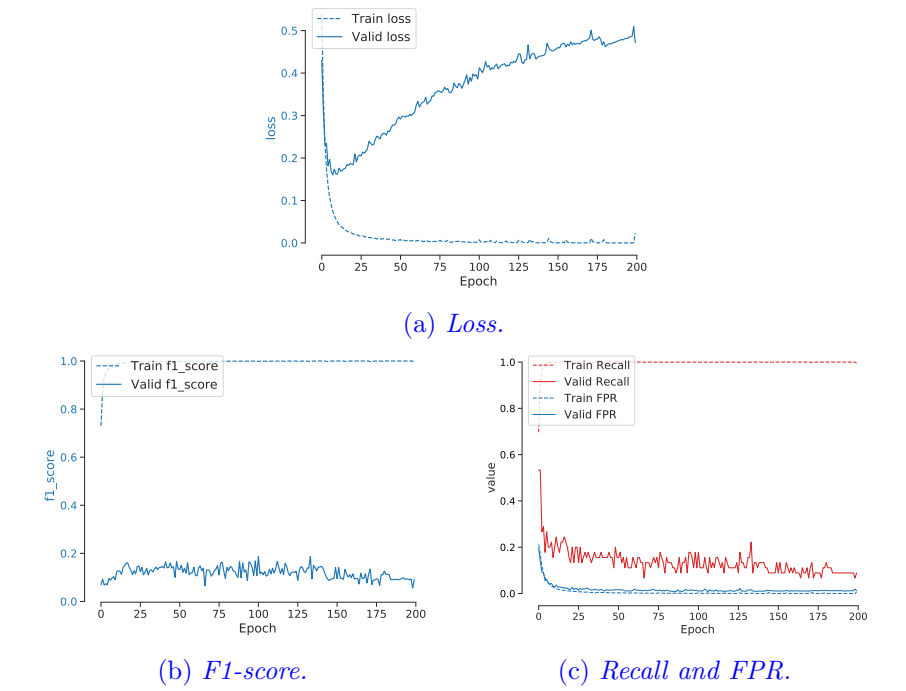 Train loss
Valid loss
0.5
0.4
0.3
0.2
0.1
0.0
loss
0 25 50 75 100 125 150 175 200
Epoch
(a) Loss.
Train f1_score
Valid f1_score
1.0
0.8
0.6
0.4
0.2
0.0
f1_score
0 25 50 75 100 125 150 175 200
Epoch
(b) F1-score.
Train Recall
Valid Recall
Train FPR
Valid FPR
1.0
0.8
0.6
0.4
0.2
0.0
value
0 25 50 75 100 125 150 175 200
Epoch
(c) Recall and FPR.